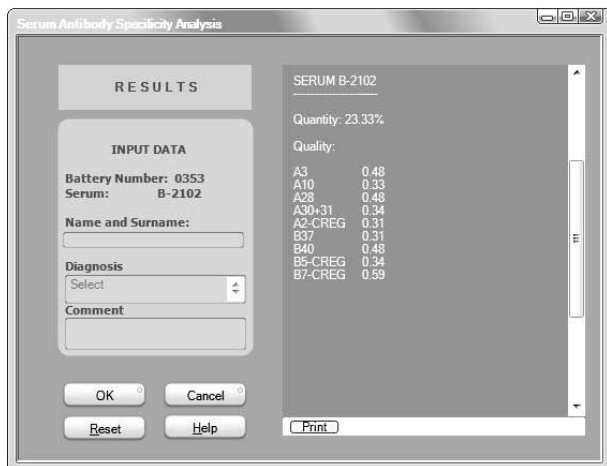 Serum Antibody Specificity Analysis
RESULTS
INPUT DATA
Battery Number: 0353
Serum: B-2102
Name and Surname:
Diagnosis
Select
Comment
OK
Cancel
Reset
Help
SERUM B-2102
Quantity: 23.33%
Quality:
A3 0.48
A10 0.33
A28 0.48
A30+31 0.34
A2-CREG 0.31
B37 0.31
B40 0.48
B5-CREG 0.34
B7-CREG 0.59
Print